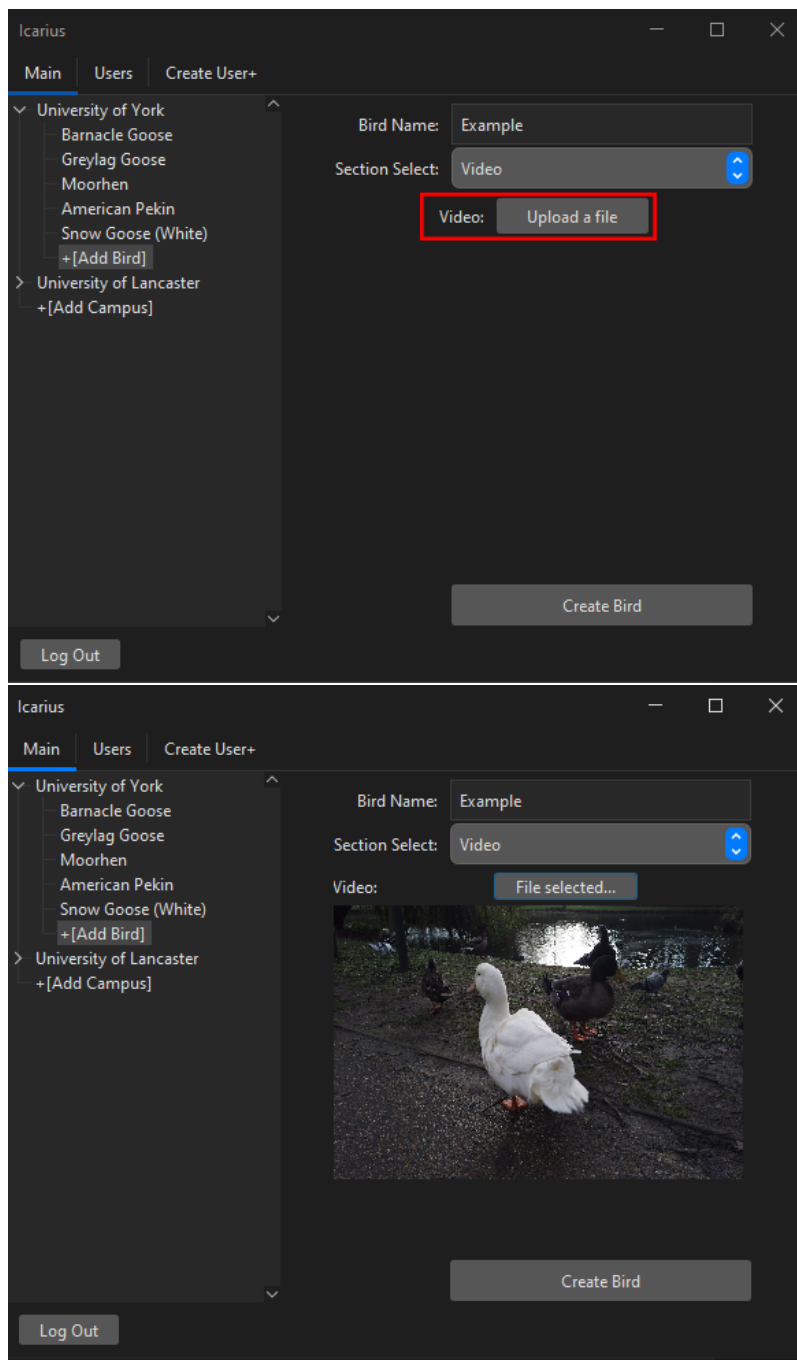 Icarius
Main Users Create User+
University of York
Barnacle Goose
Greylag Goose
Moorhen
American Pekin
Snow Goose (White)
+[Add Bird]
University of Lancaster
+[Add Campus]
Bird Name: Example
Section Select: Video
Video: Upload a file
Create Bird
Log Out
Icarius
Main Users Create User+
University of York
Barnacle Goose
Greylag Goose
Moorhen
American Pekin
Snow Goose (White)
+[Add Bird]
University of Lancaster
+[Add Campus]
Bird Name: Example
Section Select: Video
Video: File selected...
Create Bird
Log Out